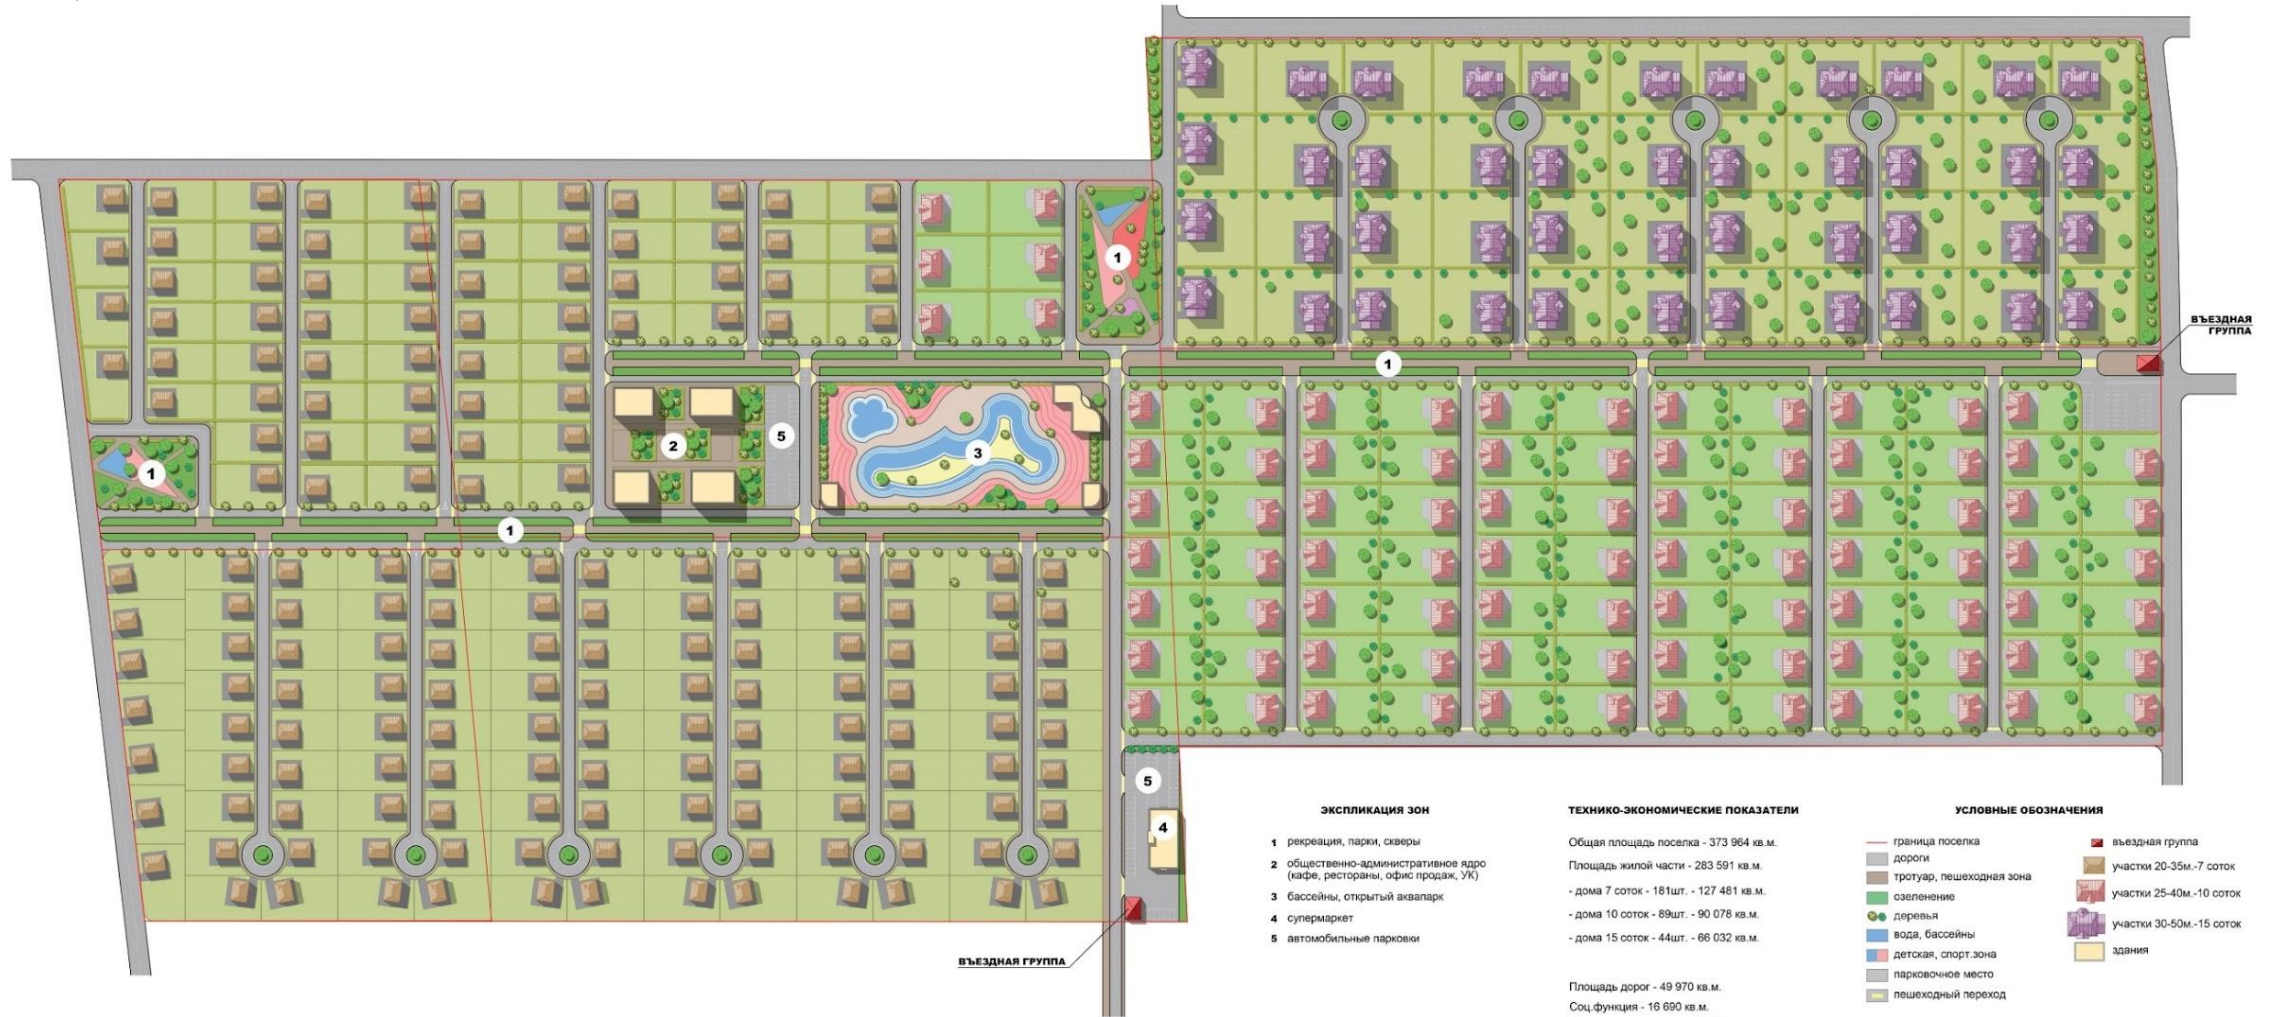 ВЪЕЗДНАЯ
ГРУППА
1
1
1
2
5
3
1
1
5
4
ВЪЕЗДНАЯ ГРУППА
ЭКСПЛИКАЦИЯ ЗОН
1 рекреация, парки, скверы
2 общественно-административное ядро
(кафе, рестораны, офис продаж, УК)
3 бассейны, открытый аквапарк
4 супермаркет
5 автомобильные парковки
ТЕХНИКО-ЭКОНОМИЧЕСКИЕ ПОКАЗАТЕЛИ
Общая площадь поселка - 373 964 кв.м.
Площадь жилой части - 283 591 кв.м.
- дома 7 соток - 181шт. - 127 481 кв.м.
- дома 10 соток - 89шт. - 90 078 кв.м.
- дома 15 соток - 44шт. - 66 032 кв.м.
Площадь дорог - 49 970 кв.м.
Соц.функция - 16 690 кв.м.
УСЛОВНЫЕ ОБОЗНАЧЕНИЯ
граница поселка
дороги
тротуар, пешеходная зона
озеленение
деревья
вода, бассейны
детская, спорт.зона
парковочное место
пешеходный переход
въездная группа
участки 20-35м.-7 соток
участки 25-40м.-10 соток
участки 30-50м.-15 соток
здания